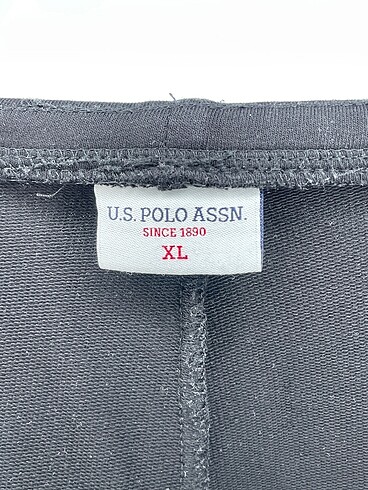 U.S. POLO ASSN.
SINCE 1890
XL